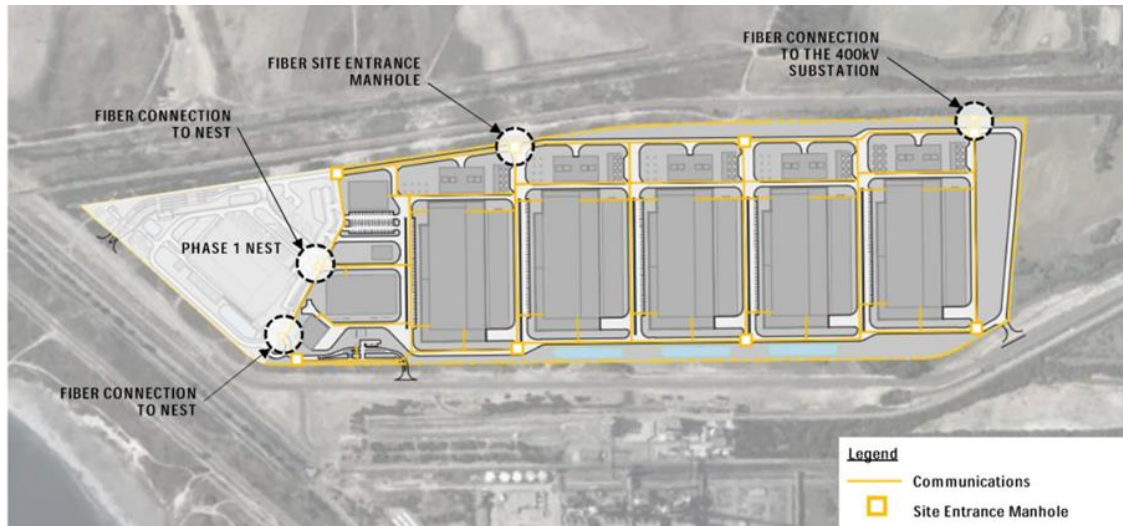 FIBER CONNECTION
TO THE 400kV
SUBSTATION
FIBER SITE ENTRANCE
MANHOLE
FIBER CONNECTION
TO NEST
PHASE 1 NEST
FIBER CONNECTION
TO NEST
Legend
Communications
Site Entrance Manhole